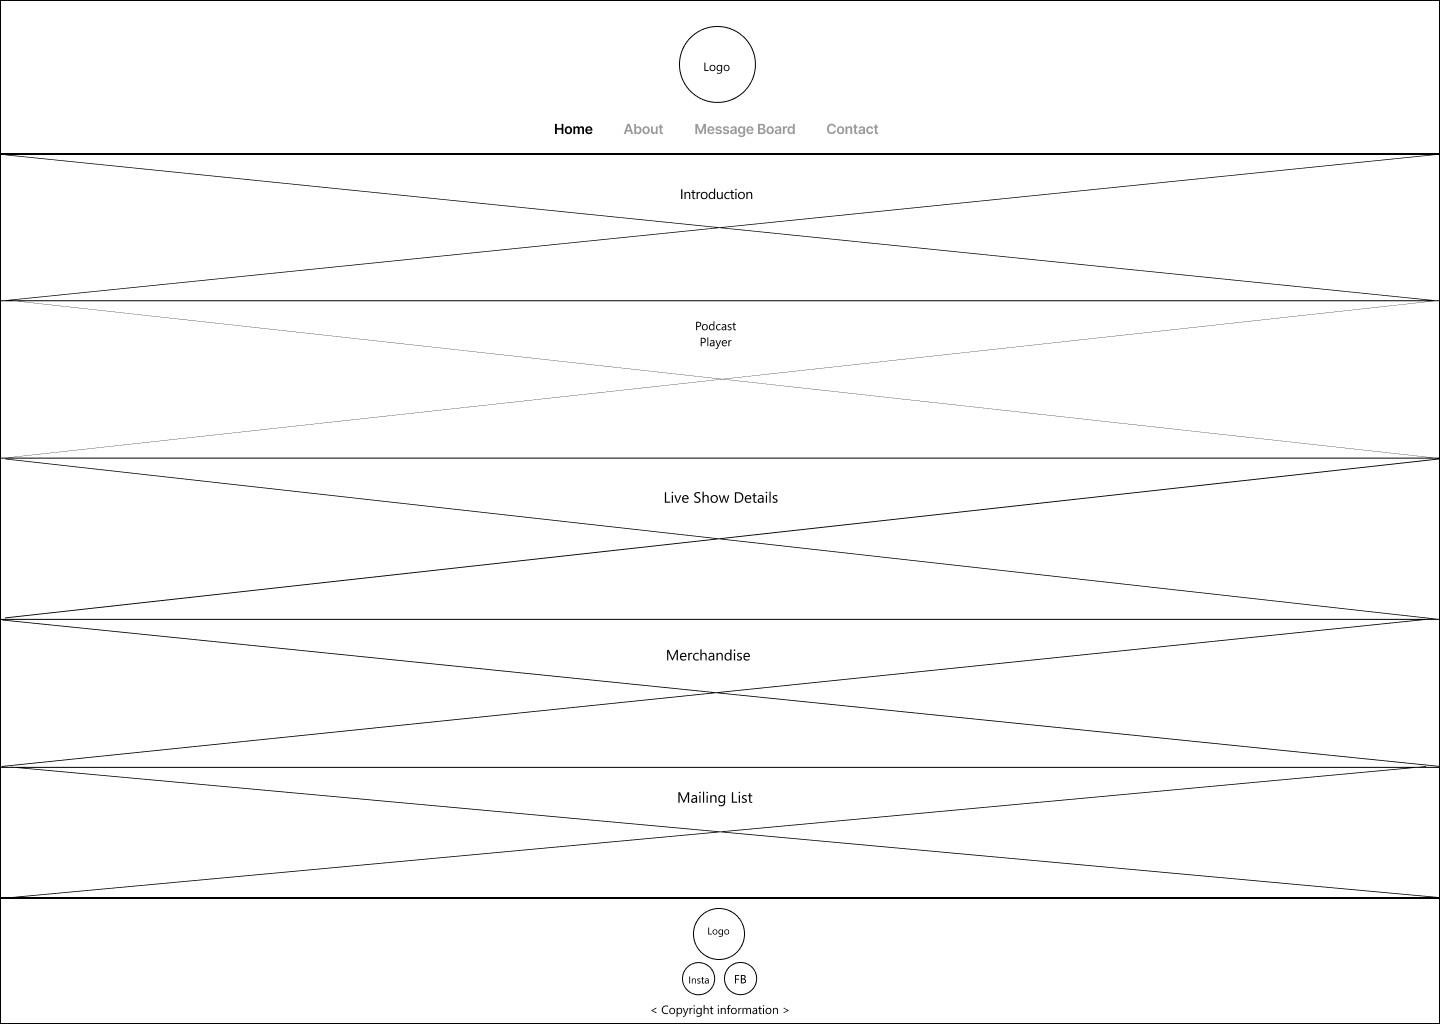 Logo
Home About Message Board Contact
Introduction
Podcast
Player
Live Show Details
Merchandise
Mailing List
Logo
Insta FB
< Copyright information >